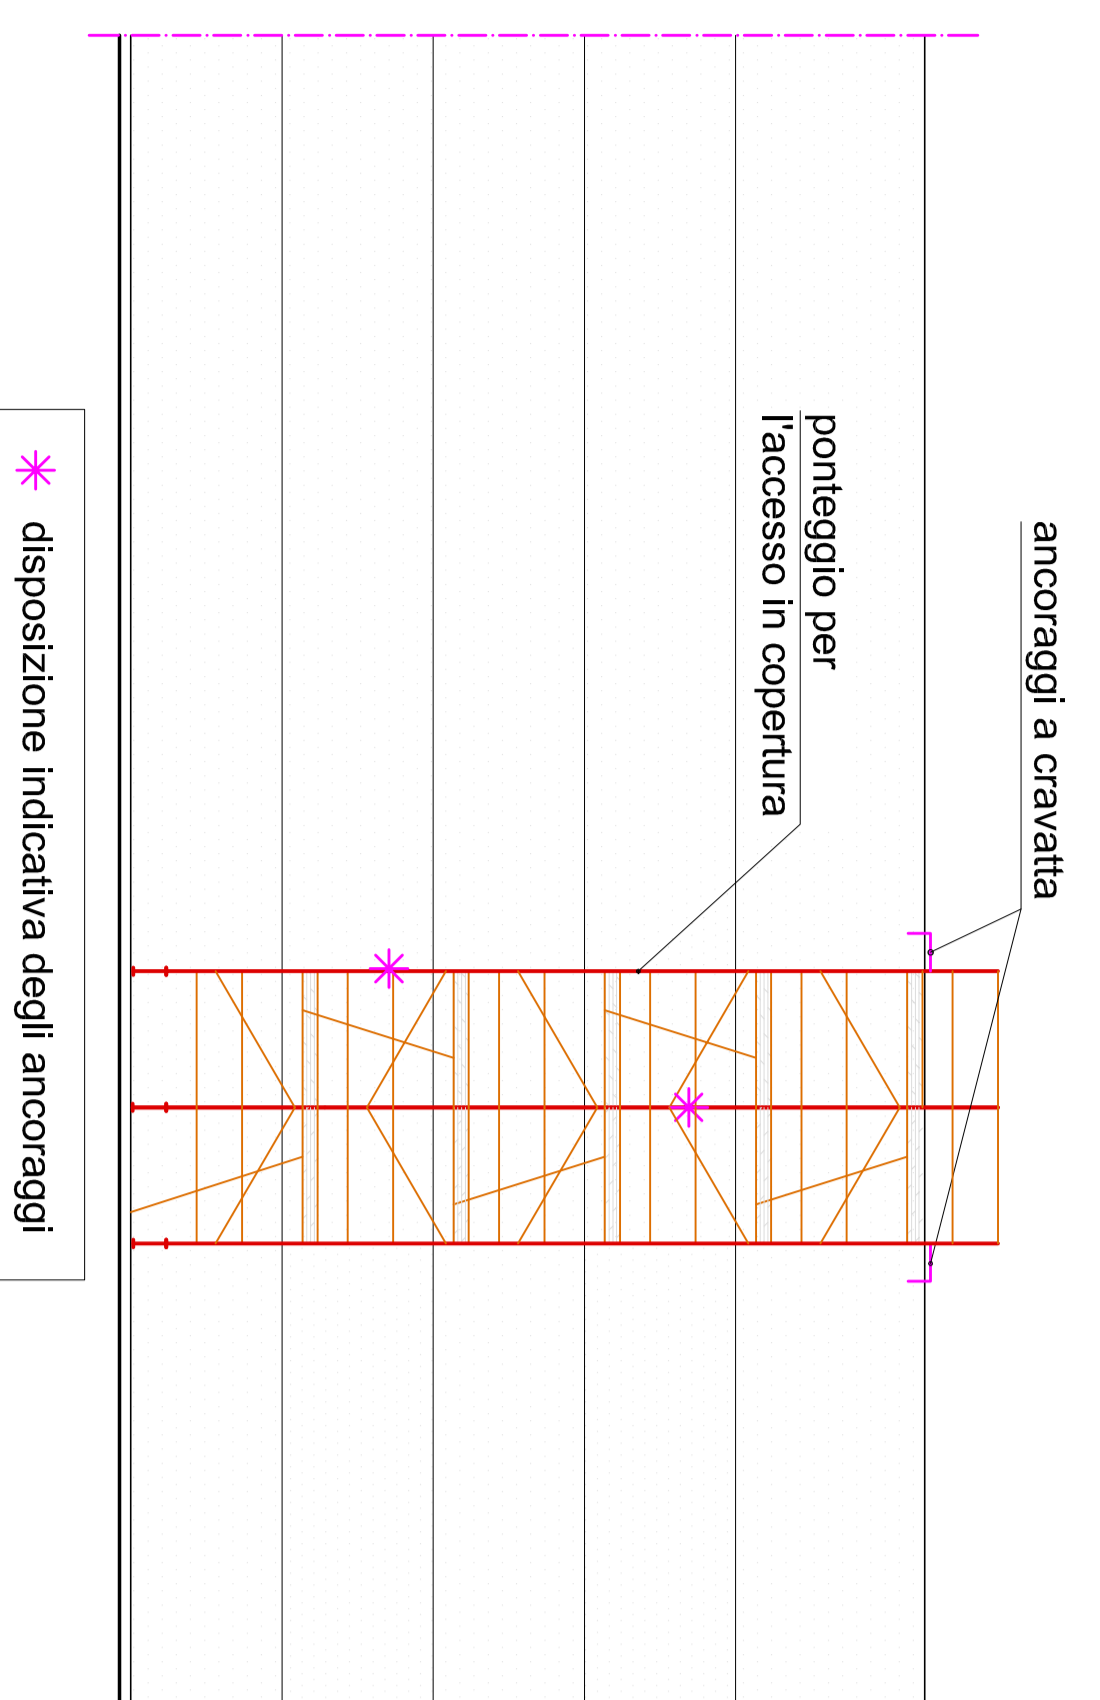 ancoraggi a cravatta
ponteggio per
l'accesso in copertura
disposizione indicativa degli ancoraggi